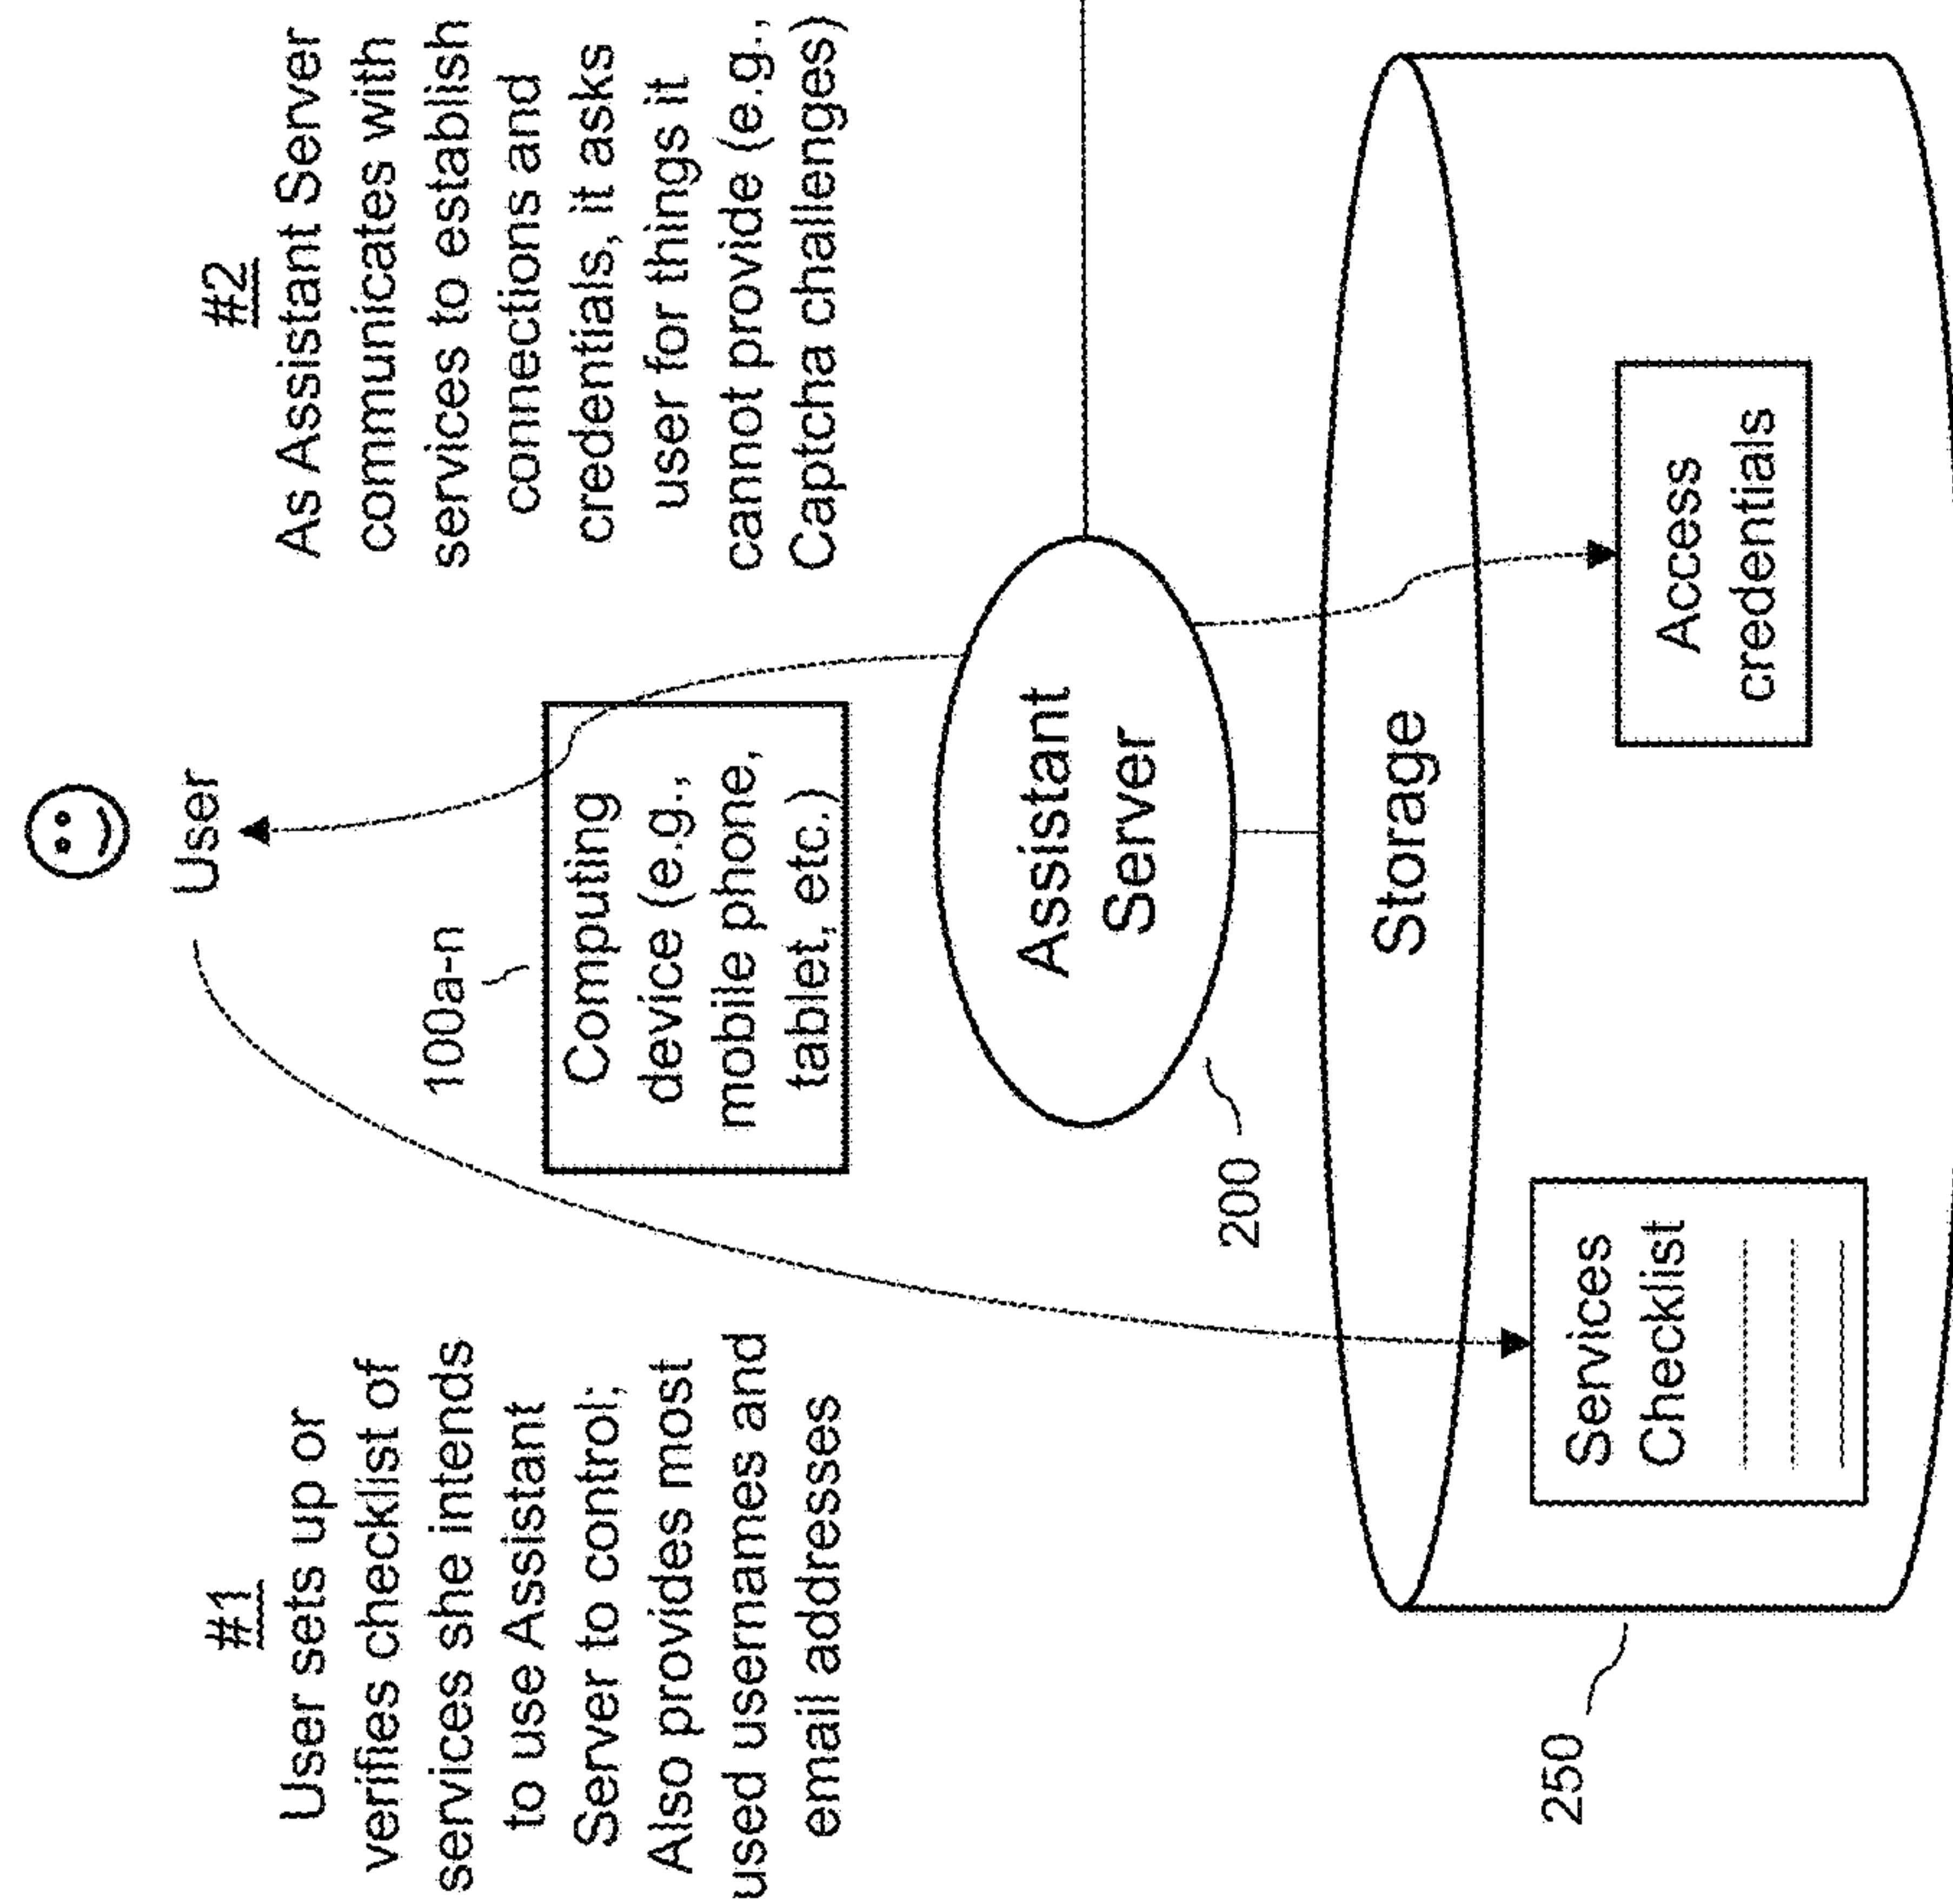 User
#1
User sets up or
verifies checklist of
services she intends
to use Assistant
Server to control;
Also provides most
used usernames and
email addresses
#2
As Assistant Server
communicates with
services to establish
connections and
credentials, it asks
user for things it
cannot provide (e.g.,
Captcha challenges)
100a-n
Computing
device (e.g.,
mobile phone,
tablet, etc.)
Assistant
Server
200
Storage
Services
Checklist
Access
credentials
250